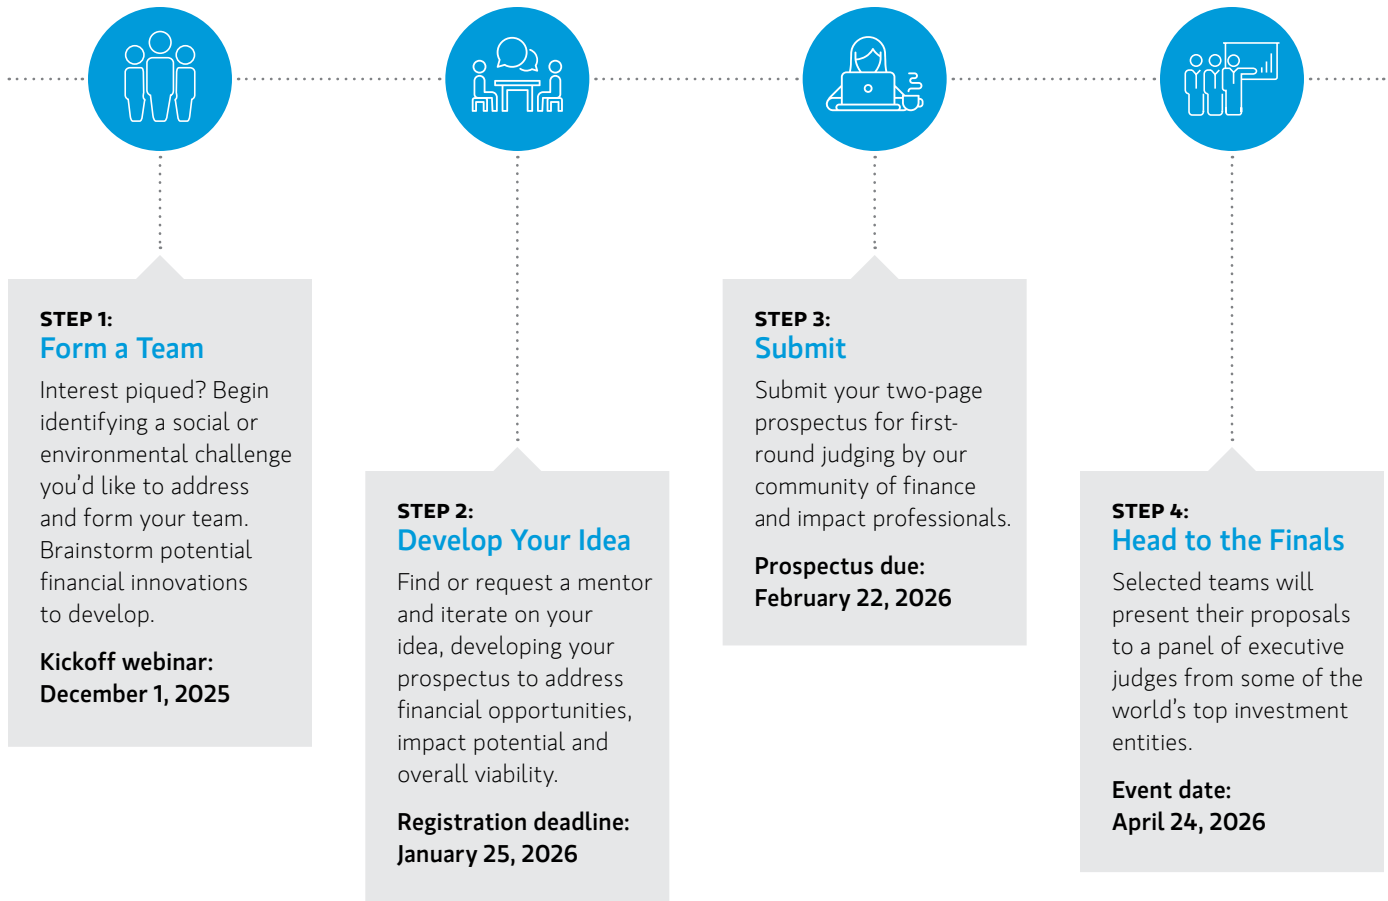 STEP 1:
Form a Team
Interest piqued? Begin
identifying a social or
environmental challenge
you’d like to address
and form your team.
Brainstorm potential
financial innovations
to develop.
Kickoff webinar:
December 1, 2025
STEP 2:
Develop Your Idea
Find or request a mentor
and iterate on your
idea, developing your
prospectus to address
financial opportunities,
impact potential and
overall viability.
Registration deadline:
January 25, 2026
STEP 3:
Submit
Submit your two-page
prospectus for first-
round judging by our
community of finance
and impact professionals.
Prospectus due:
February 22, 2026
STEP 4:
Head to the Finals
Selected teams will
present their proposals
to a panel of executive
judges from some of the
world’s top investment
entities.
Event date:
April 24, 2026